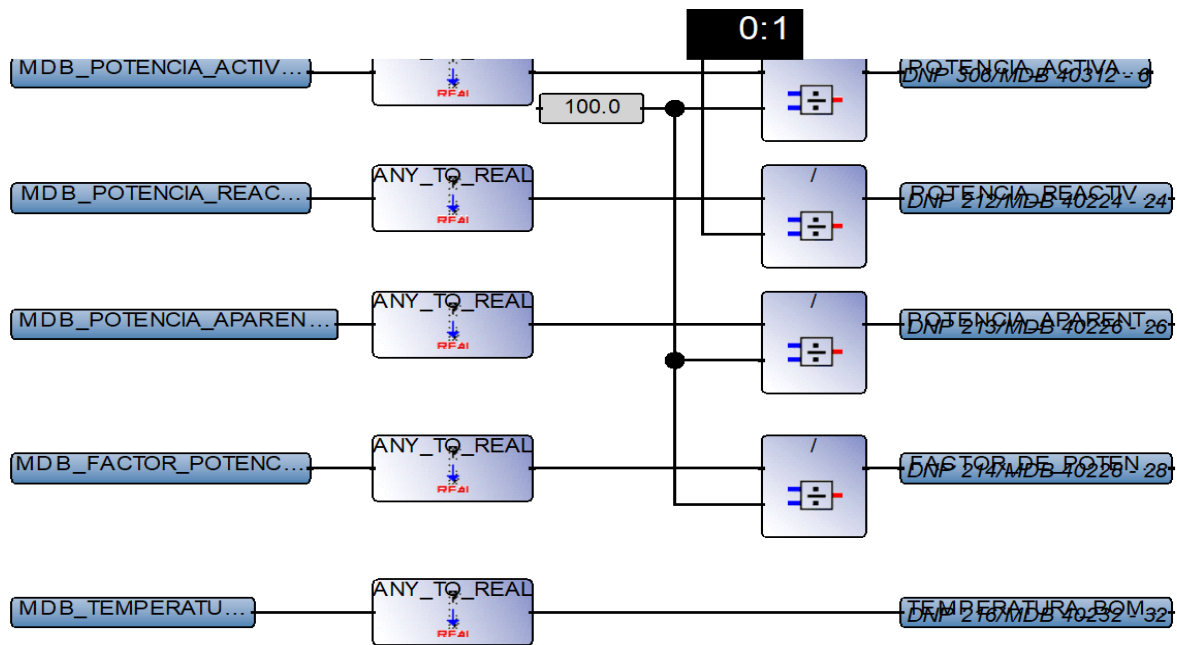 0:1
MDB_POTENCIA_ACTIV...
REAL
100.0
POTENCIA_ACTIVA...
DNP 306/MDB 40312 - 6
MDB_POTENCIA_REAC...
ANY_TO_REAL
REAL
/
POTENCIA_REACTIV...
DNP 212/MDB 40224 - 24
MDB_POTENCIA_APAREN...
ANY_TO_REAL
REAL
/
POTENCIA_APARENT...
DNP 213/MDB 40226 - 26
MDB_FACTOR_POTENC...
ANY_TO_REAL
REAL
/
FACTOR_DE_POTEN...
DNP 214/MDB 40228 - 28
MDB_TEMPERATU...
ANY_TO_REAL
REAL
TEMPERATURA_BOM...
DNP 216/MDB 40232 - 32